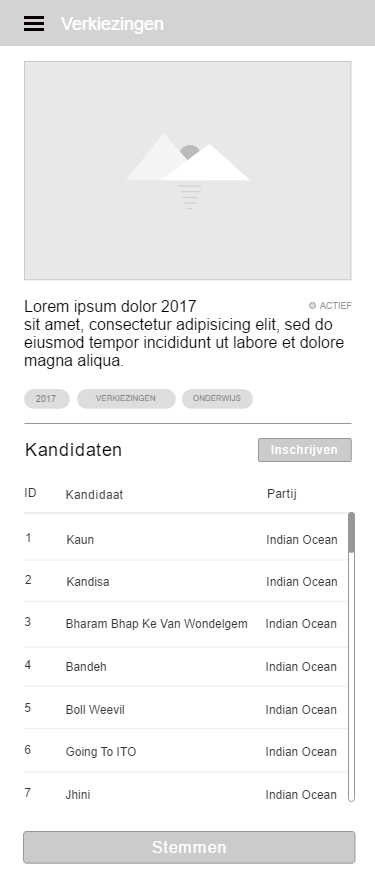 Verkiezingen
Lorem ipsum dolor 2017
ACTIEF
sit amet, consectetur adipisicing elit, sed do
eiusmod tempor incididunt ut labore et dolore
magna aliqua.
2017 VERKIEZINGEN ONDERWIJS
Kandidaten Inschrijven
ID Kandidaat Partij
1 Kaun Indian Ocean
2 Kandisa Indian Ocean
3 Bharam Bhap Ke Van Wondelgem Indian Ocean
4 Bandeh Indian Ocean
5 Boll Weevil Indian Ocean
6 Going To ITO Indian Ocean
7 Jhini Indian Ocean
Stemmen